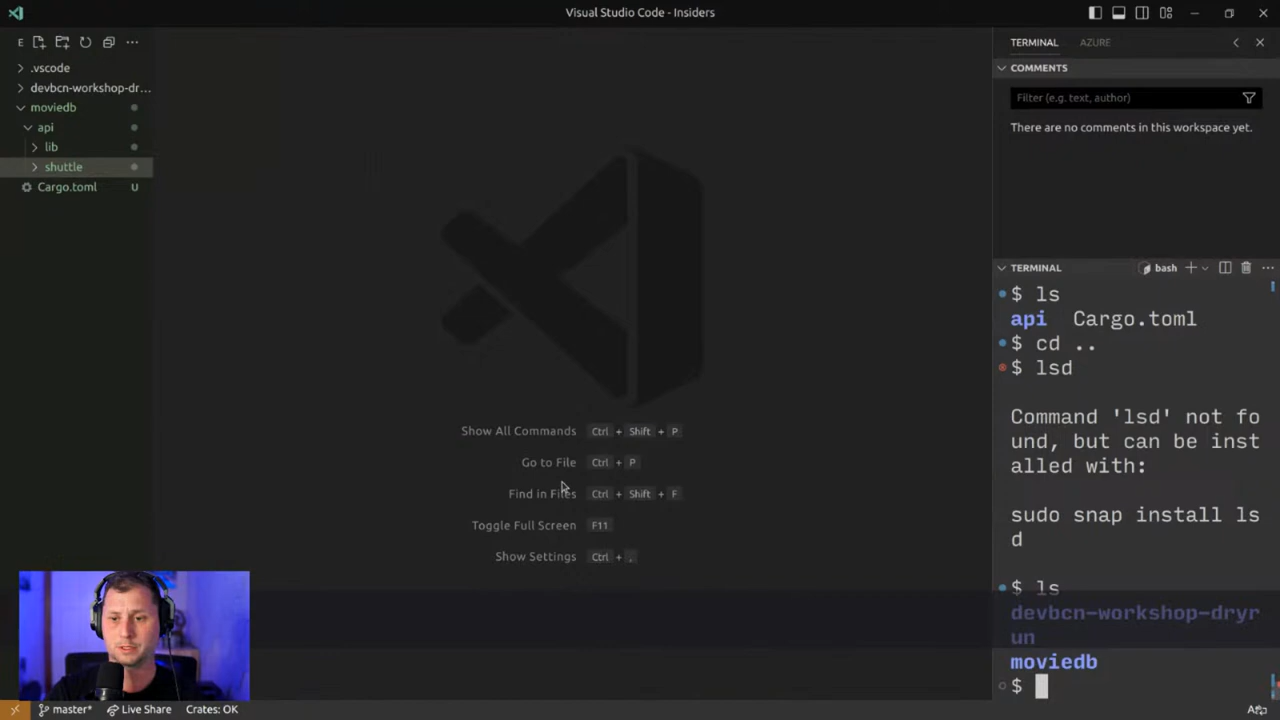 Visual Studio Code - Insiders
E
.vscode
devbcn-workshop-dr...
moviedb
api
lib
shuttle
Cargo.toml U
Show All Commands Ctrl + Shift + P
Go to File Ctrl + P
Find in Files Ctrl + Shift + F
Toggle Full Screen F11
Show Settings Ctrl + ,
TERMINAL AZURE
COMMENTS
Filter (e.g. text, author)
There are no comments in this workspace yet.
TERMINAL bash
$ ls
api Cargo.toml
$ cd ..
$ lsd
Command 'lsd' not fo
und, but can be inst
alled with:
sudo snap install ls
d
$ ls
devbcn-workshop-dryr
un
moviedb
$
master* Live Share Crates: OK